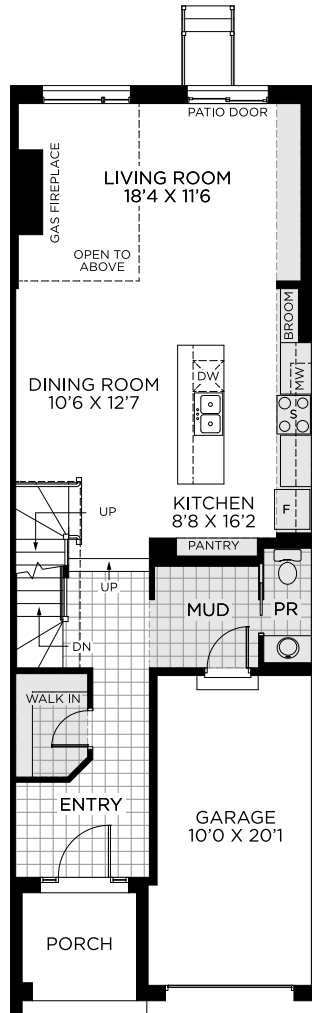 PATIO DOOR
GAS FIREPLACE
LIVING ROOM
18'4 X 11'6
OPEN TO
ABOVE
BROOM
MW
DW
S
DINING ROOM
10'6 X 12'7
KITCHEN
8'8 X 16'2
F
PANTRY
UP
UP
MUD
PR
DN
WALK IN
ENTRY
GARAGE
10'0 X 20'1
PORCH